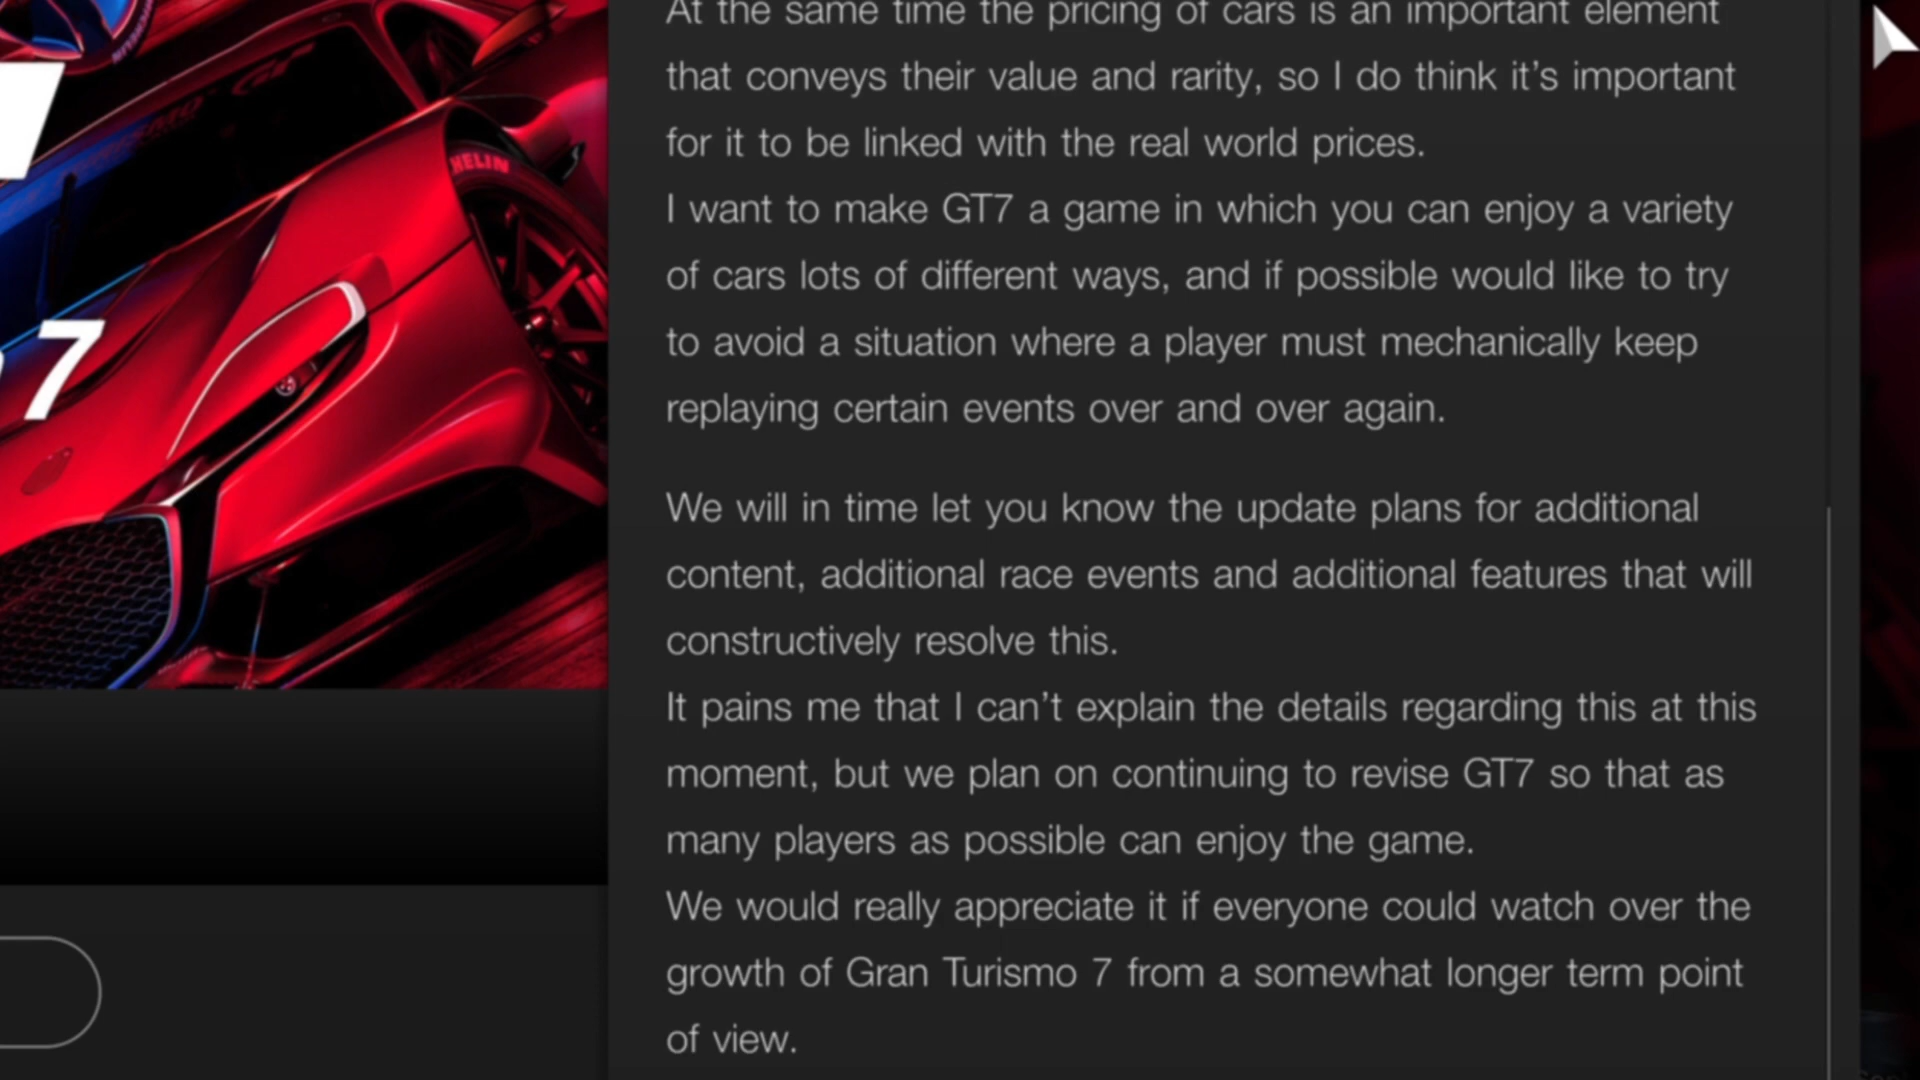 At the same time the pricing of cars is an important element
that conveys their value and rarity, so I do think it’s important
for it to be linked with the real world prices.
I want to make GT7 a game in which you can enjoy a variety
of cars lots of different ways, and if possible would like to try
to avoid a situation where a player must mechanically keep
replaying certain events over and over again.
We will in time let you know the update plans for additional
content, additional race events and additional features that will
constructively resolve this.
It pains me that I can’t explain the details regarding this at this
moment, but we plan on continuing to revise GT7 so that as
many players as possible can enjoy the game.
We would really appreciate it if everyone could watch over the
growth of Gran Turismo 7 from a somewhat longer term point
of view.
7
HELIN